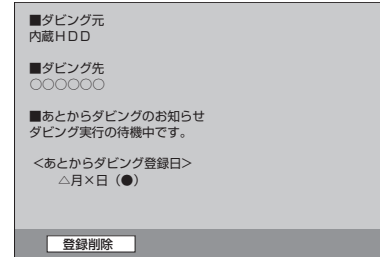 ■ダビング元
内蔵ＨＤＤ
■ダビング先
○○○○○○
■あとからダビングのお知らせ
ダビング実行の待機中です。
＜あとからダビング登録日＞
△月×日（●）
登録削除